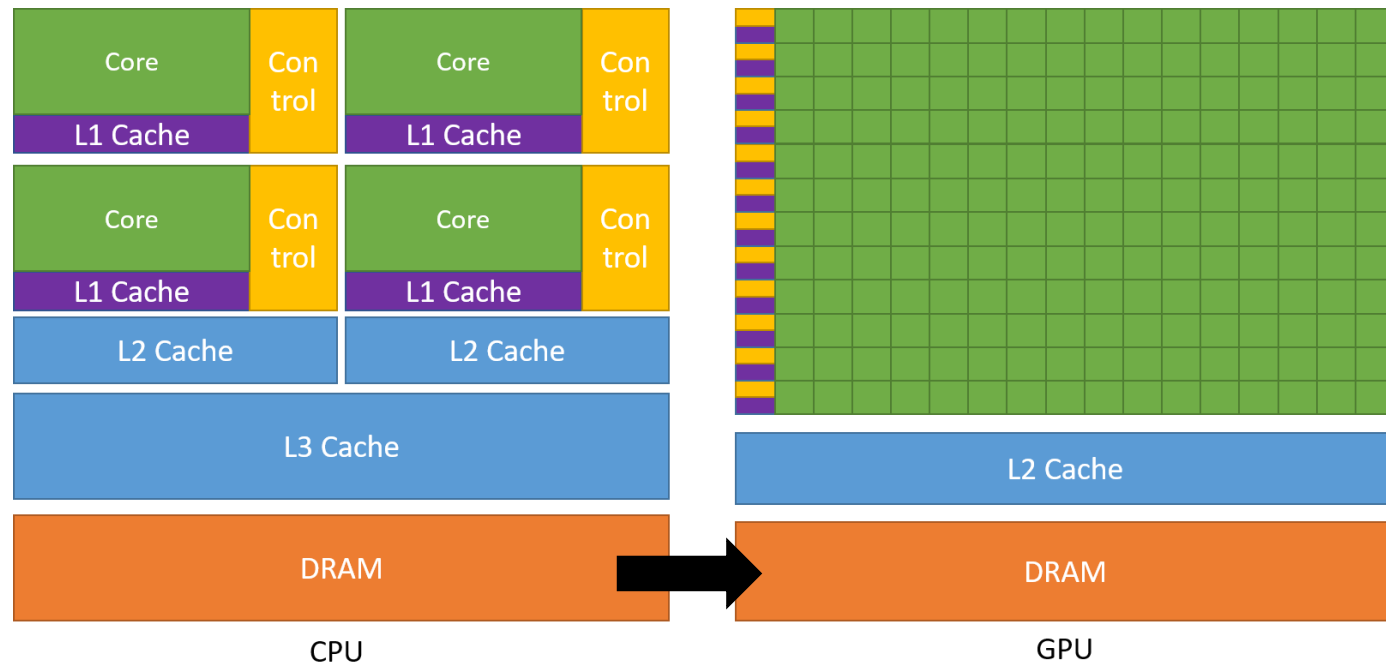 Core
Con
trol
L1 Cache
Core
Con
trol
L1 Cache
Core
Con
trol
L1 Cache
Core
Con
trol
L1 Cache
L2 Cache
L2 Cache
L3 Cache
DRAM
CPU
L2 Cache
DRAM
GPU